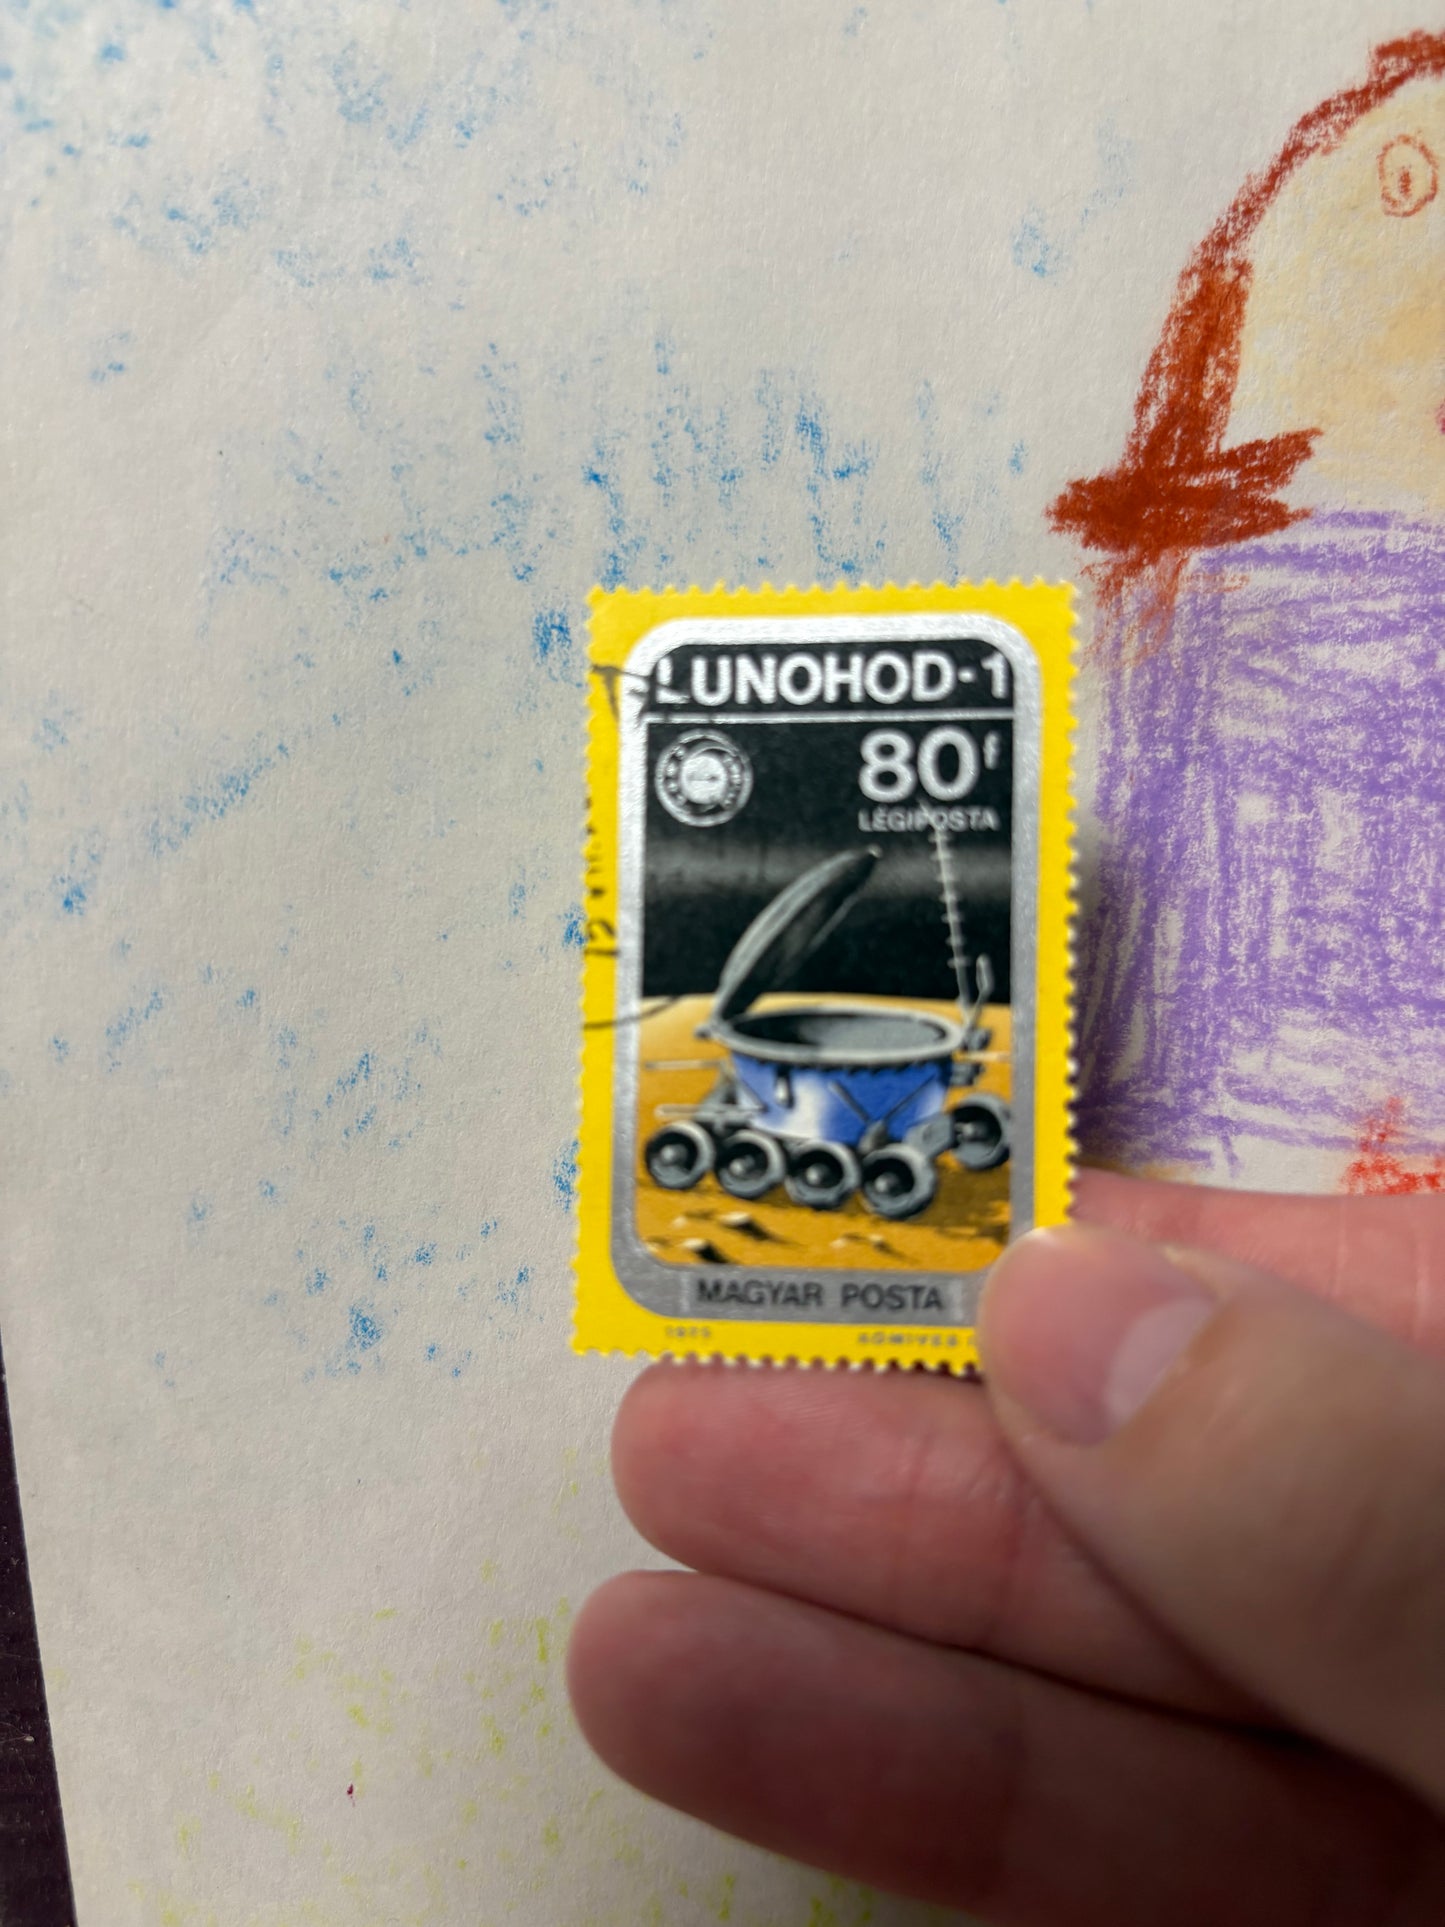 LUNOHOD-1
80f
LÉGIPOSTA
MAGYAR POSTA